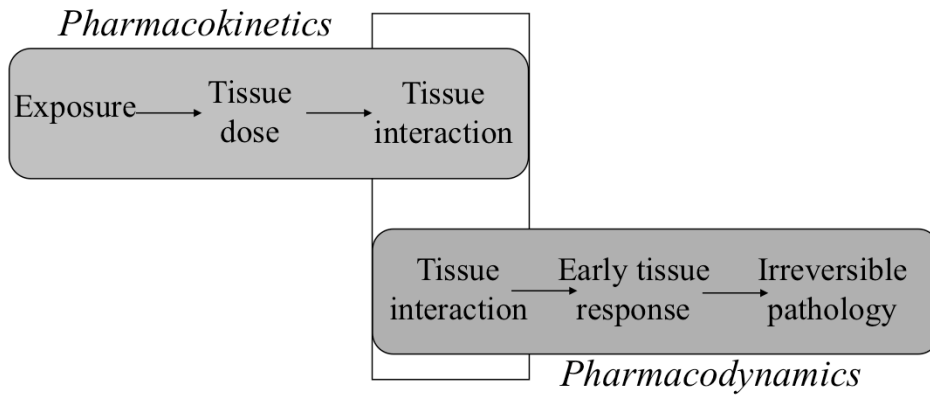 Pharmacokinetics
Exposure
Tissue
dose
Tissue
interaction
Tissue
interaction
Early tissue
response
Irreversible
pathology
Pharmacodynamics